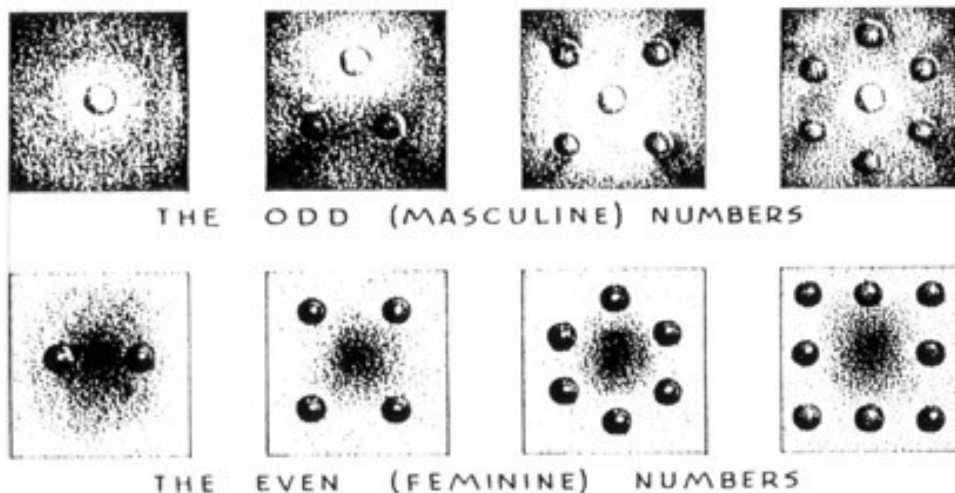 THE ODD (MASCULINE) NUMBERS
THE EVEN (FEMININE) NUMBERS